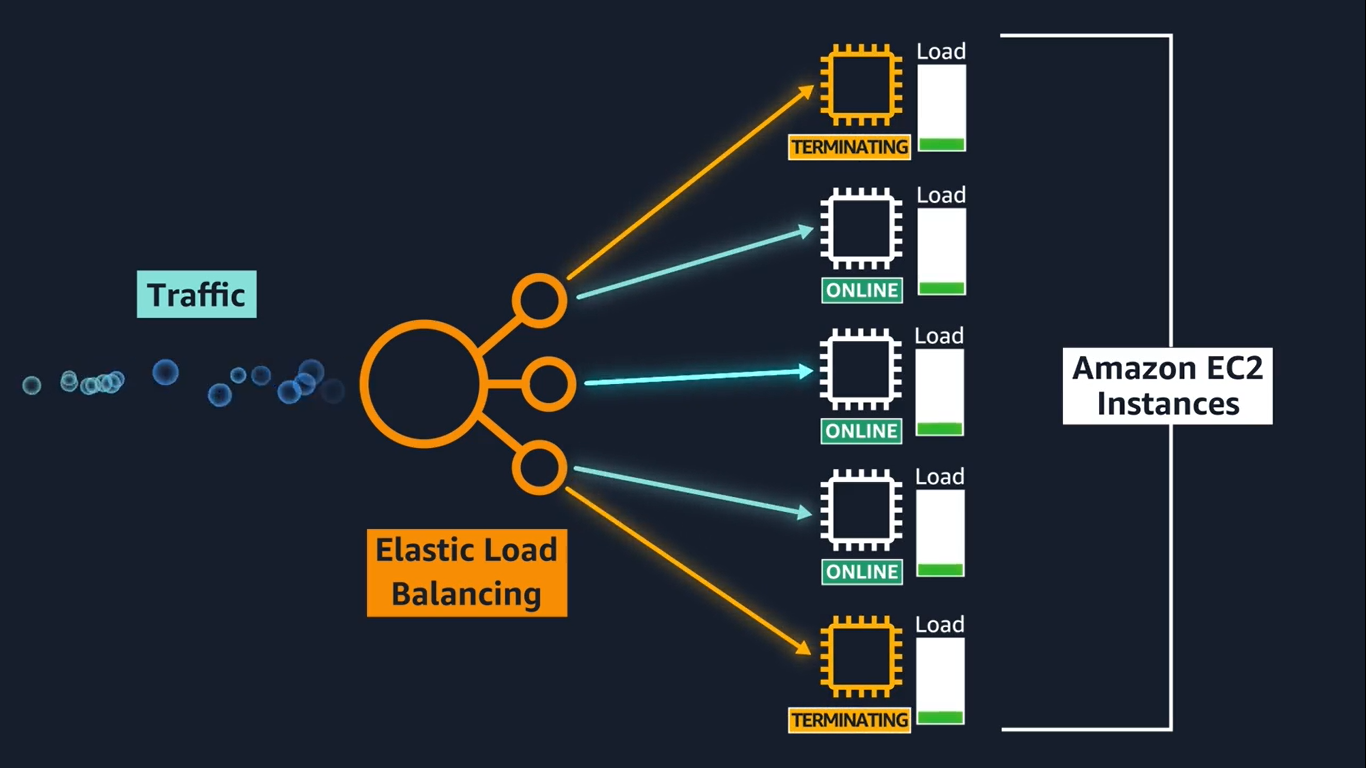 Load
TERMINATING
Load
ONLINE
Traffic
Load
ONLINE
Amazon EC2
Instances
Load
ONLINE
Elastic Load
Balancing
Load
TERMINATING